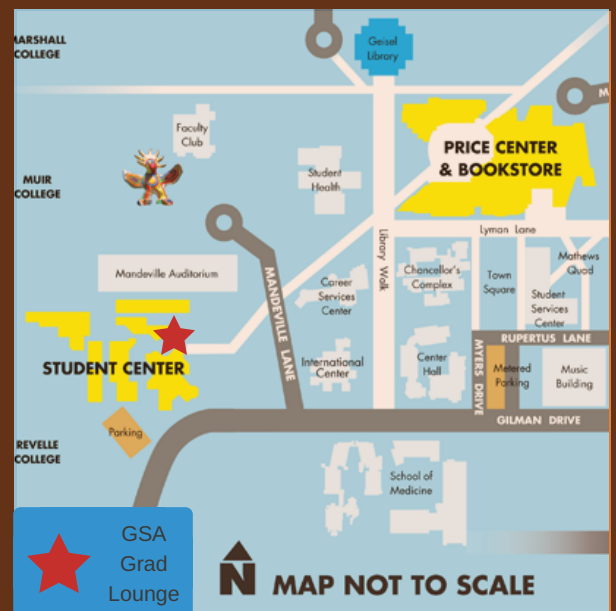 MARSHALL
COLLEGE
Geisel
Library
M
Faculty
Club
PRICE CENTER
& BOOKSTORE
MUIR
COLLEGE
Student
Health
Lyman Lane
Library Walk
Mandeville Auditorium
MANDEVILLE LANE
Career
Services
Center
Chancellor's
Complex
Town
Square
Mathews
Quad
Student
Services
Center
RUPERTUS LANE
STUDENT CENTER
International
Center
Center
Hall
MYERS DRIVE
Metered
Parking
Music
Building
GILMAN DRIVE
Parking
REVELLE
COLLEGE
School of
Medicine
GSA
Grad
Lounge
N
MAP NOT TO SCALE